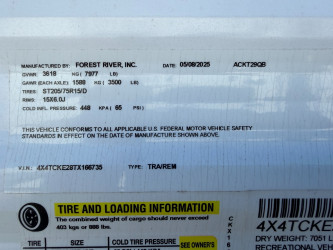 MANUFACTURED BY: FOREST RIVER, INC. DATE: 05/08/2025 ACKT29QB
GVWR: 3618 KG ( 7977 LB)
GAWR (EACH AXLE) 1588 KG ( 3500 LB)
TIRES: ST205/75R15/D
RIMS: 15X6.0J
COLD INFL. PRESSURE: 448 KPA ( 65 PSI)
THIS VEHICLE CONFORMS TO ALL APPLICABLE U.S. FEDERAL MOTOR VEHICLE SAFETY
STANDARDS IN EFFECT ON THE DATE OF MANUFACTURE SHOWN ABOVE.
V.I.N.: 4X4TCKE28TX166735 TYPE: TRA/REM
TIRE AND LOADING INFORMATION
The combined weight of cargo should never exceed
403 kgs or 888 lbs
TIRE SIZE COLD TIRE PRESSURE SEE OWNER'S
CKX16
4X4TCKE
DRY WEIGHT: 7051 L
RECREATIONAL VEHIC